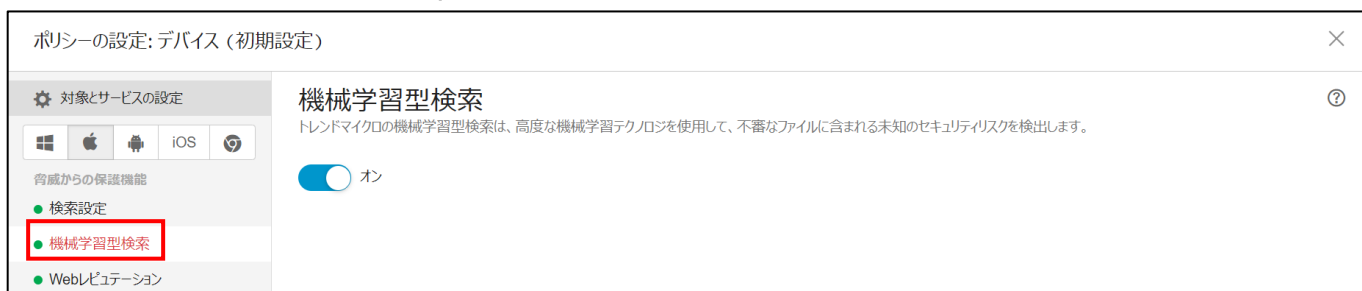 ポリシーの設定: デバイス (初期設定)
対象とサービスの設定
機械学習型検索
トレンドマイクロの機械学習型検索は、高度な機械学習テクノロジを使用して、不審なファイルに含まれる未知のセキュリティリスクを検出します。
iOS
オン
脅威からの保護機能
検索設定
機械学習型検索
Webレピュテーション